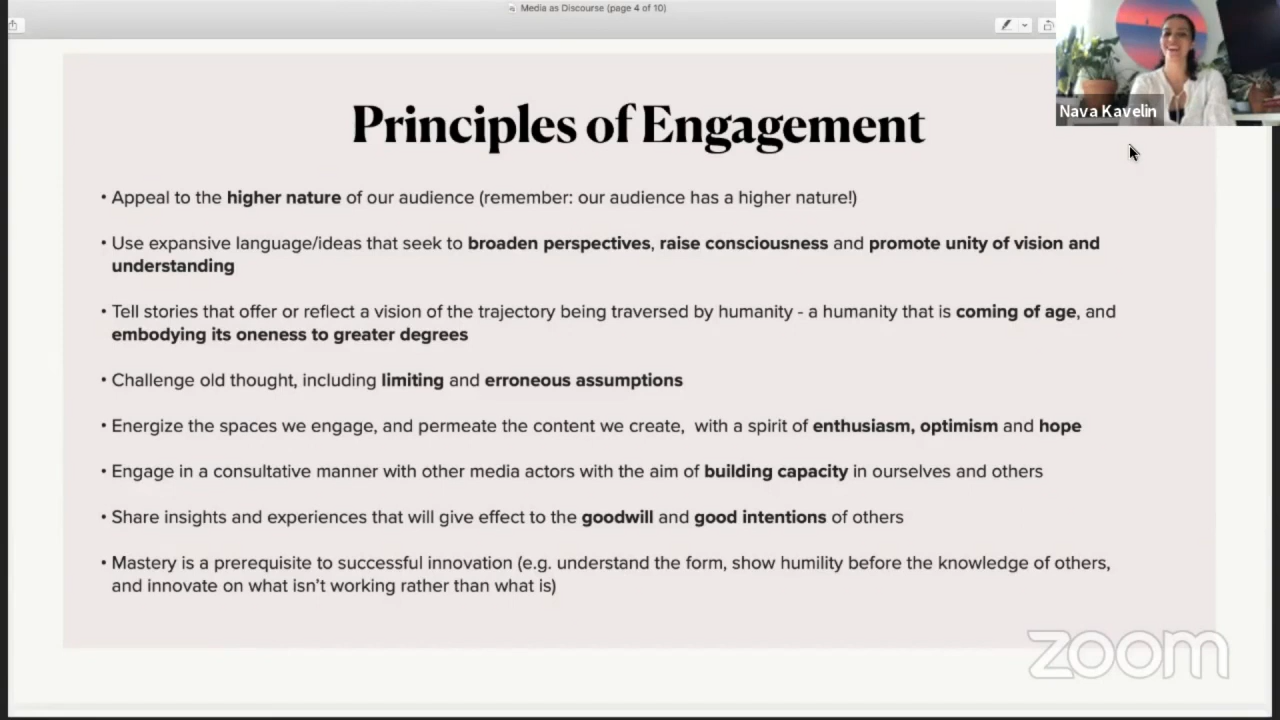 Media as Discourse (page 4 of 10)
Nava Kavelin
Principles of Engagement
• Appeal to the higher nature of our audience (remember: our audience has a higher nature!)
• Use expansive language/ideas that seek to broaden perspectives, raise consciousness and promote unity of vision and
understanding
• Tell stories that offer or reflect a vision of the trajectory being traversed by humanity - a humanity that is coming of age, and
embodying its oneness to greater degrees
• Challenge old thought, including limiting and erroneous assumptions
• Energize the spaces we engage, and permeate the content we create,  with a spirit of enthusiasm, optimism and hope
• Engage in a consultative manner with other media actors with the aim of building capacity in ourselves and others
• Share insights and experiences that will give effect to the goodwill and good intentions of others
• Mastery is a prerequisite to successful innovation (e.g. understand the form, show humility before the knowledge of others,
and innovate on what isn't working rather than what is)
zoom